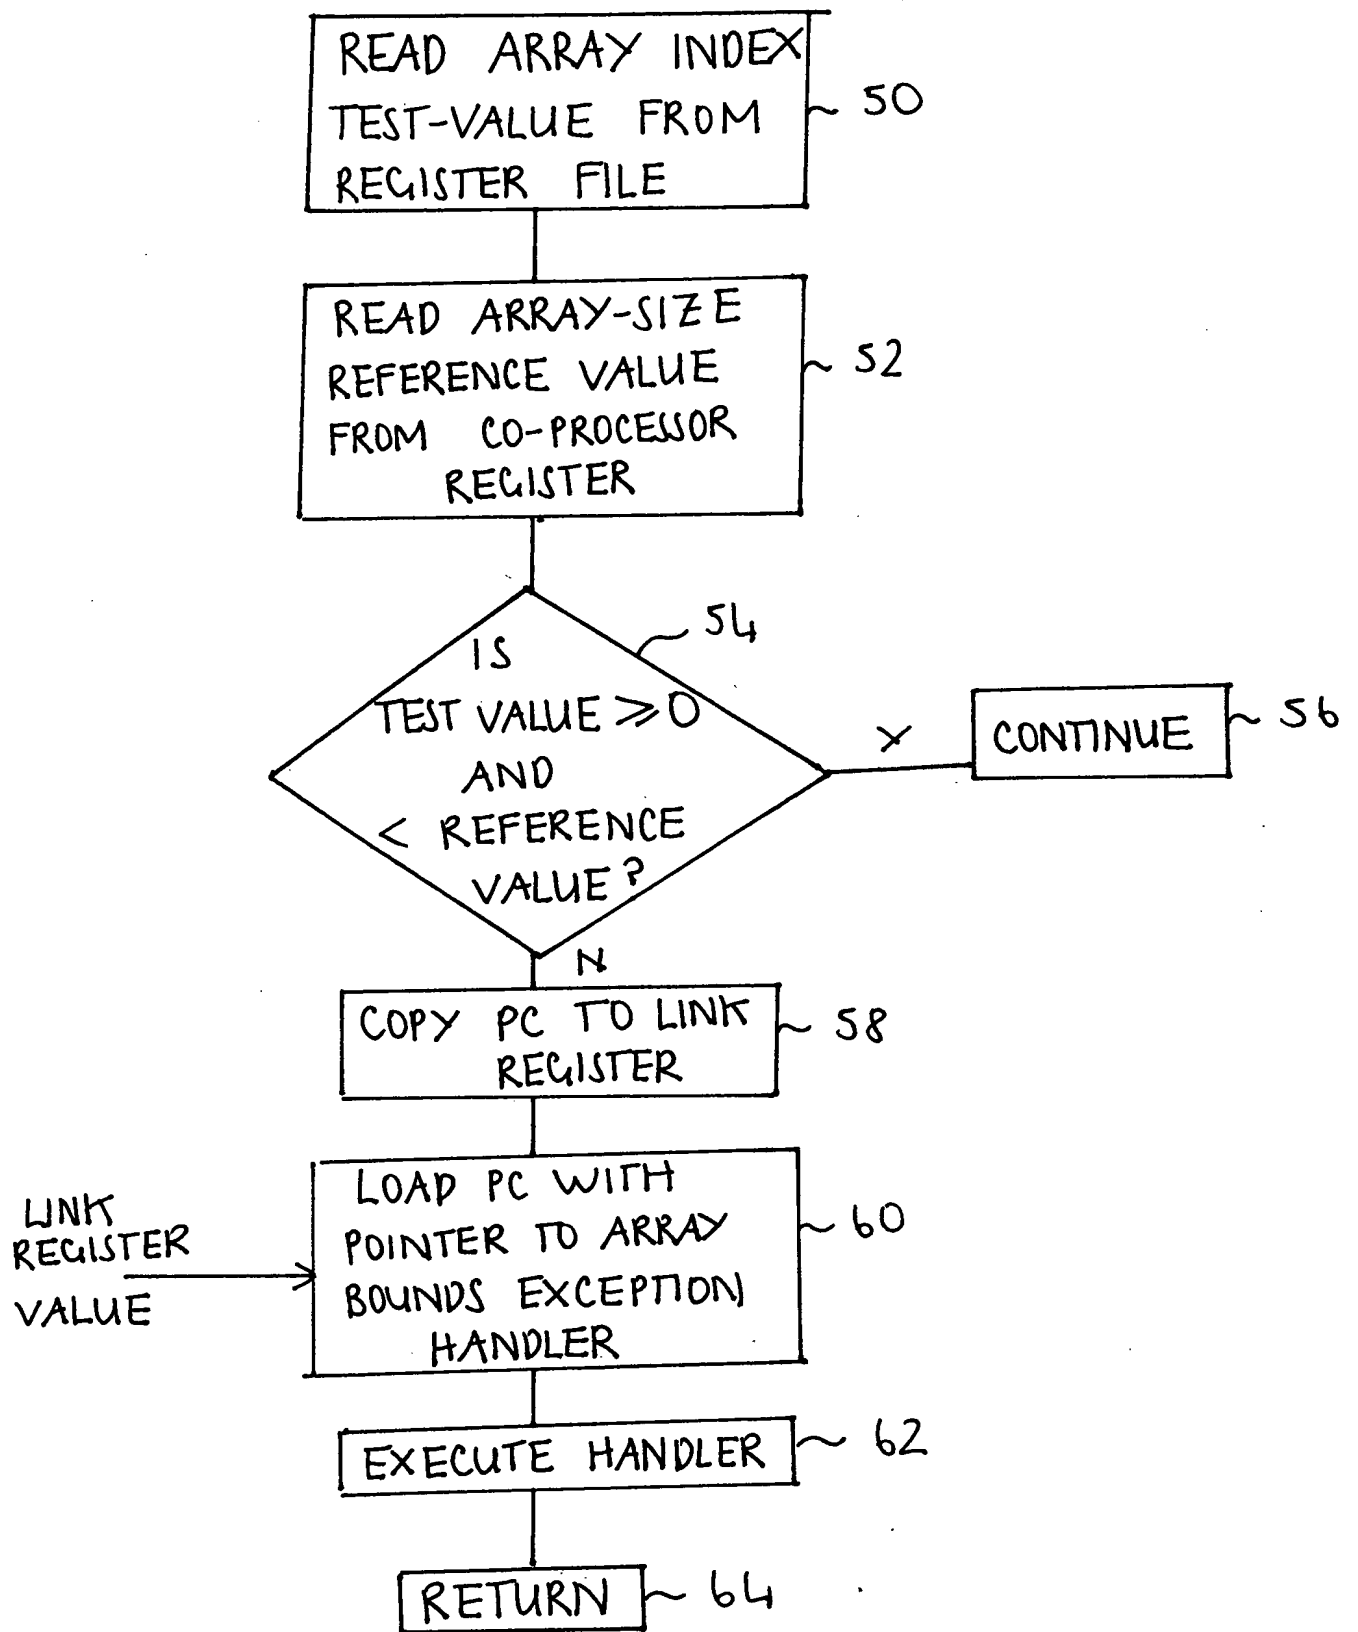 READ ARRAY INDEX
TEST-VALUE FROM
REGISTER FILE
50
READ ARRAY-SIZE
REFERENCE VALUE
FROM CO-PROCESSOR
REGISTER
52
54
IS
TEST VALUE ⩾ 0
AND
< REFERENCE
VALUE?
Y
CONTINUE
56
N
COPY PC TO LINK
REGISTER
58
LINK
REGISTER
VALUE
LOAD PC WITH
POINTER TO ARRAY
BOUNDS EXCEPTION
HANDLER
60
EXECUTE HANDLER
62
RETURN
64